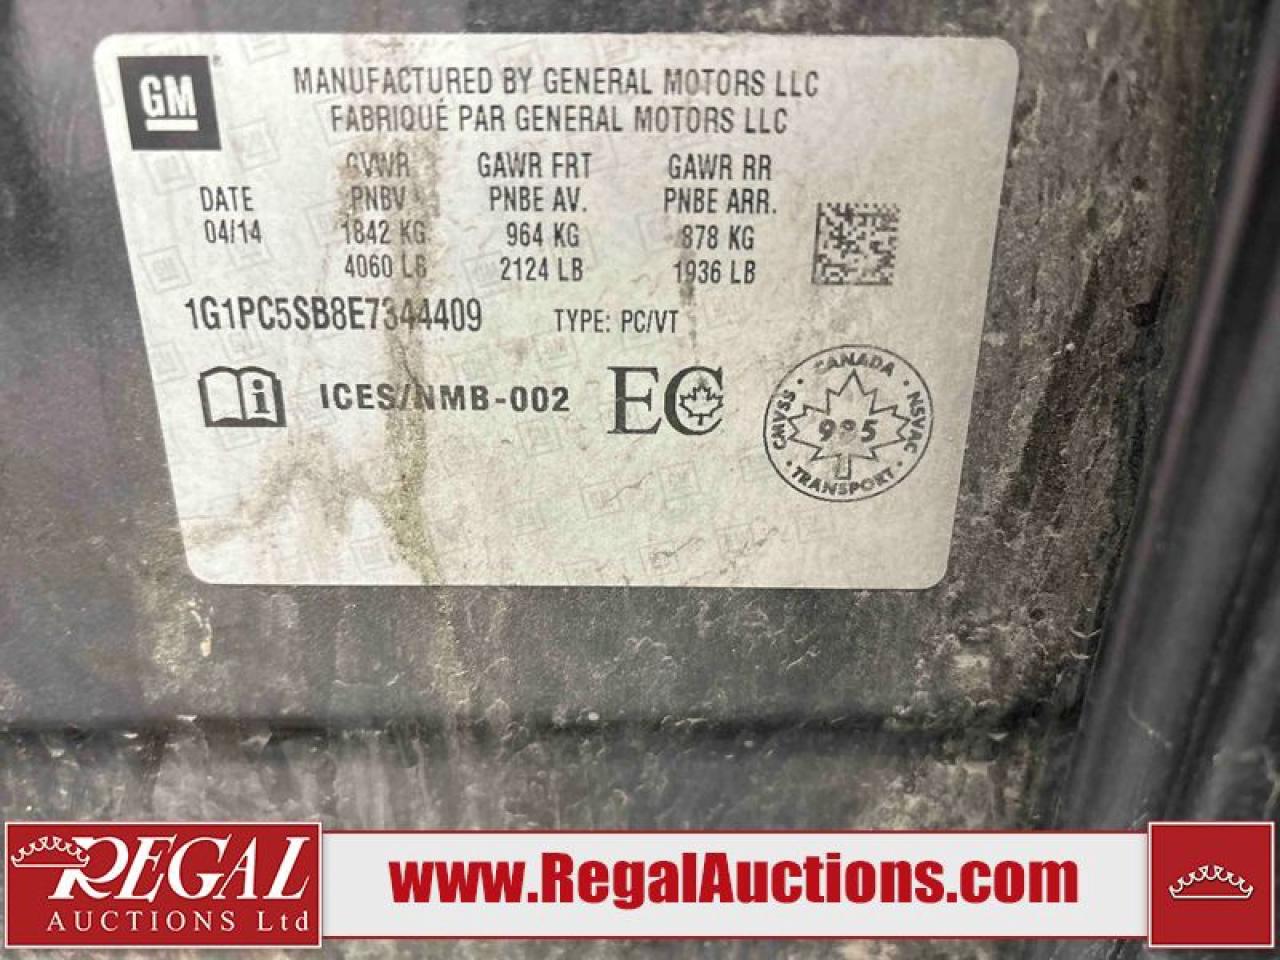 GM
MANUFACTURED BY GENERAL MOTORS LLC
FABRIQUÉ PAR GENERAL MOTORS LLC
GVWR GAWR FRT GAWR RR
DATE PNBV PNBE AV. PNBE ARR.
04/14 1842 KG 964 KG 878 KG
4060 LB 2124 LB 1936 LB
1G1PC5SB8E7344409 TYPE: PC/VT
i ICES/NMB-002 EC
CANADA
CMVSS 995 NSVAC
TRANSPORT
REGAL
AUCTIONS Ltd
www.RegalAuctions.com